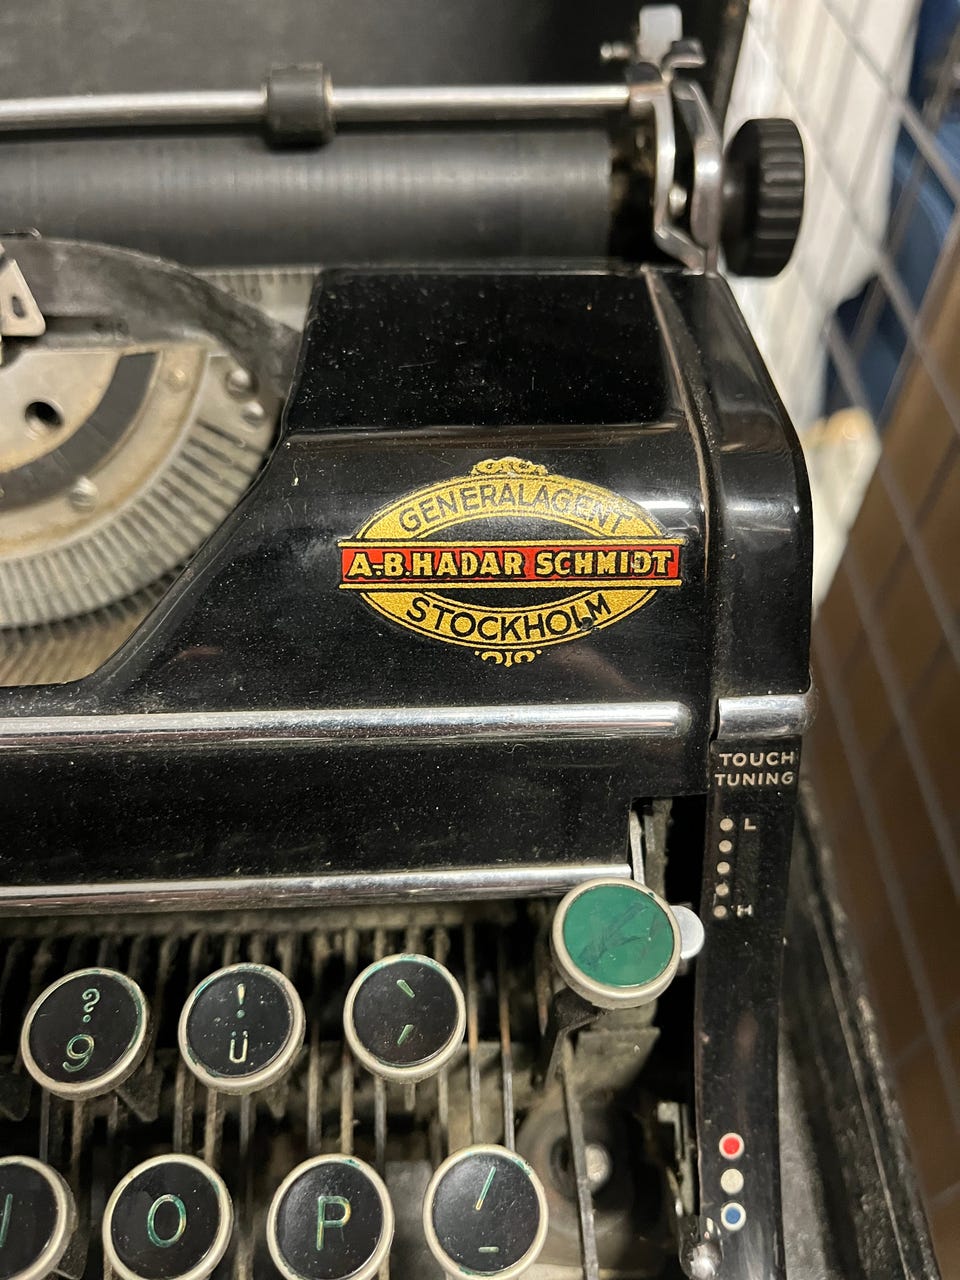 GENERALAGENT
A.-B. HADAR SCHMIDT
STOCKHOLM
TOUCH
TUNING
L
H
?
9
!
ü
` ´
O
P
/
-